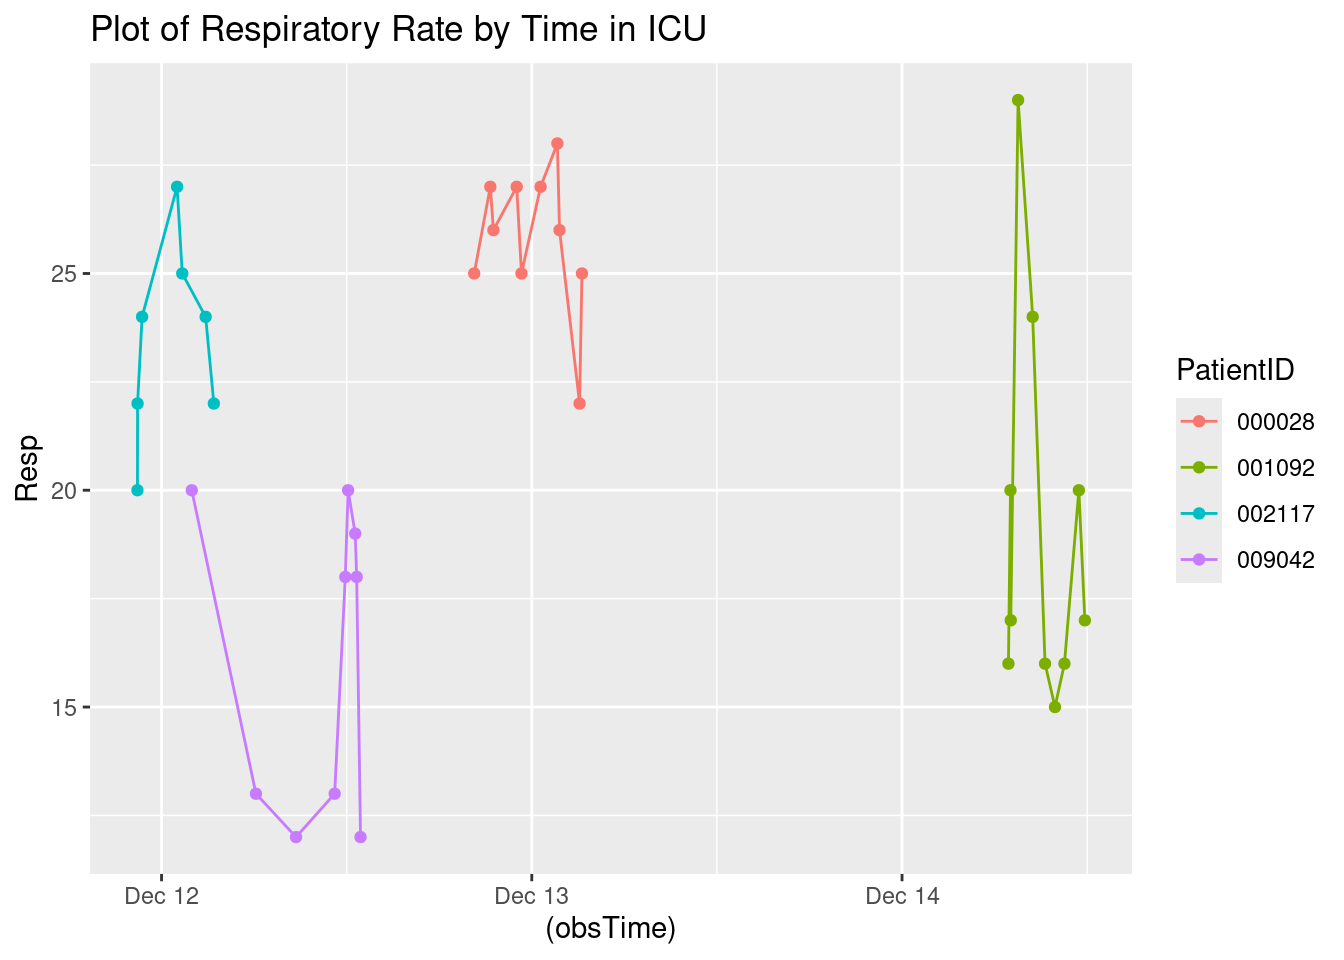 Plot of Respiratory Rate by Time in ICU
Resp
25
20
15
Dec 12 Dec 13 Dec 14
(obsTime)
PatientID
000028
001092
002117
009042